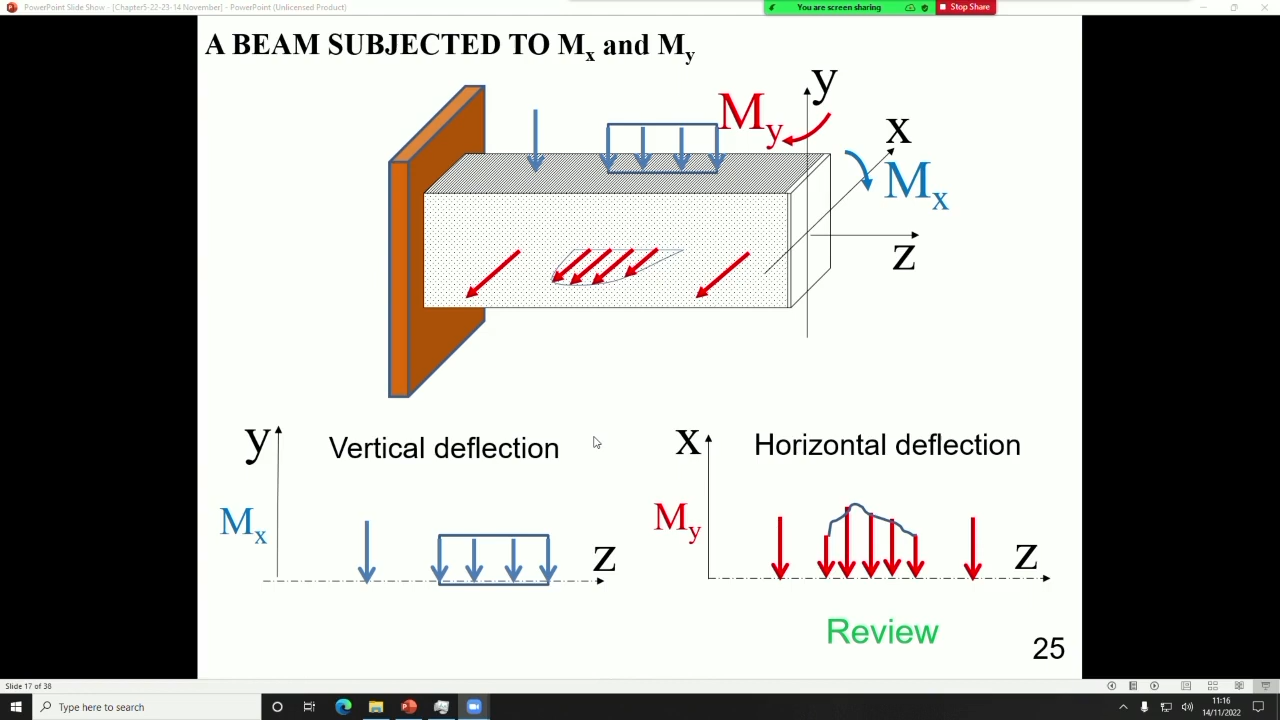 PowerPoint Slide Show - [Chapter5-22-23-14 November] - PowerPoint (Unlicensed Product)
You are screen sharing
Stop Share
A BEAM SUBJECTED TO Mx and My
y
My
x
Mx
z
y
Vertical deflection
Mx
z
x
Horizontal deflection
My
z
Review
25
Slide 17 of 38
Type here to search
11:16
14/11/2022